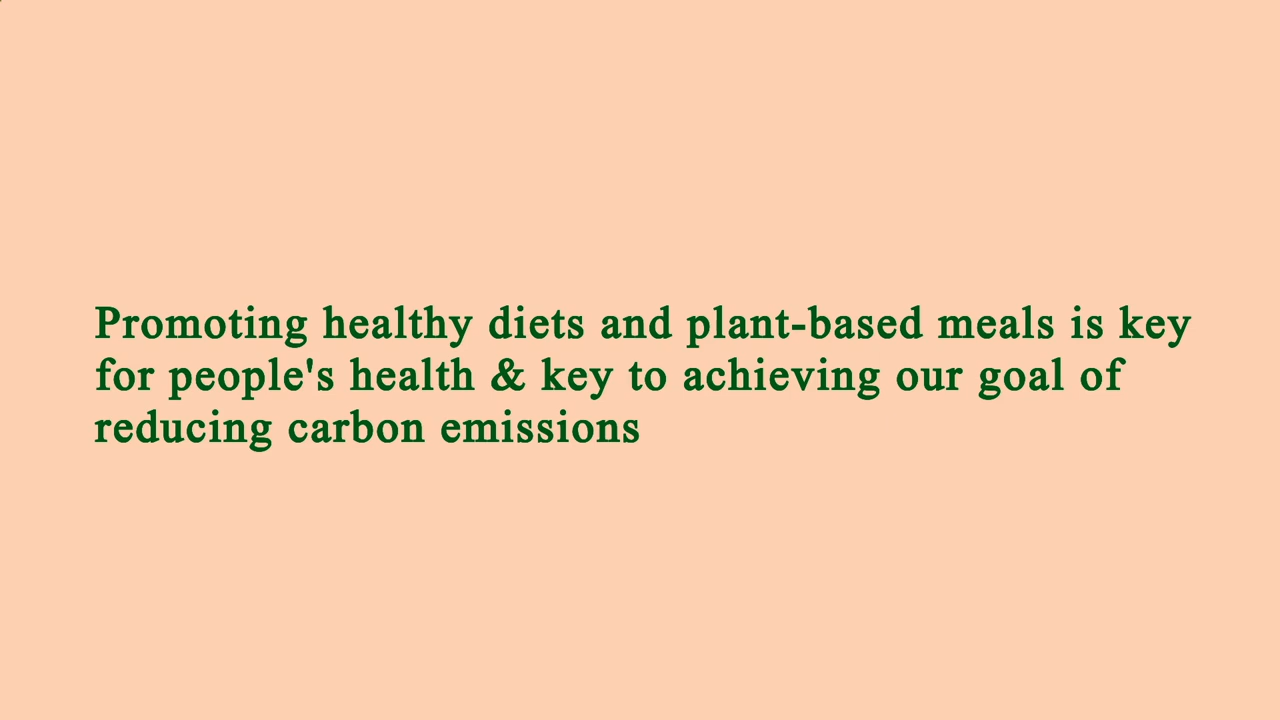 Promoting healthy diets and plant-based meals is key
for people's health & key to achieving our goal of
reducing carbon emissions